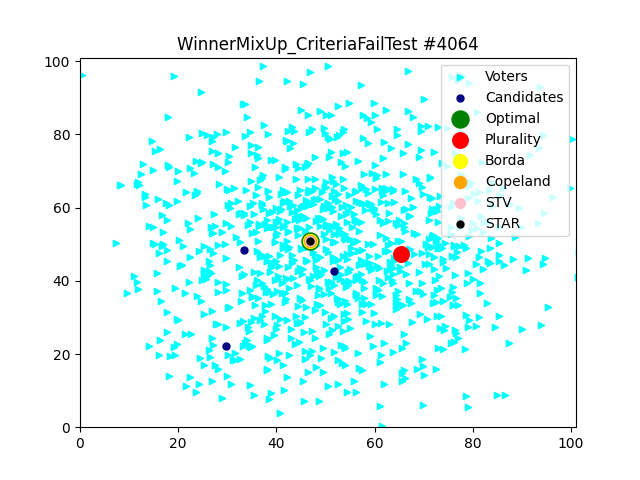 WinnerMixUp_CriteriaFailTest #4064
100
80
60
40
20
0
0 20 40 60 80 100
Voters
Candidates
Optimal
Plurality
Borda
Copeland
STV
STAR